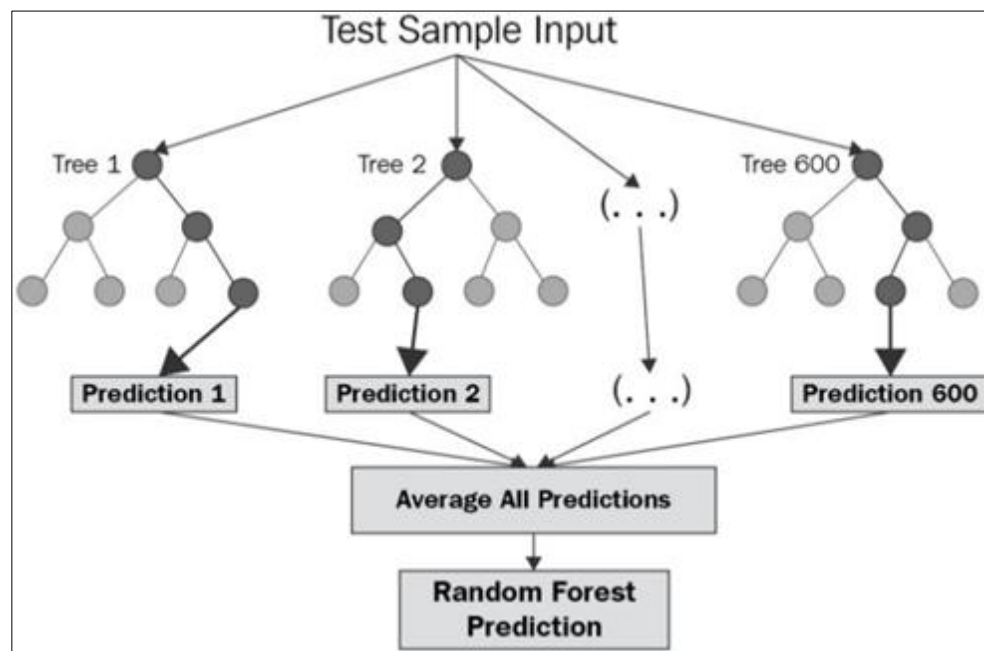 Test Sample Input
Tree 1
Tree 2
Tree 600
(. . .)
Prediction 1
Prediction 2
(. . .)
Prediction 600
Average All Predictions
Random Forest
Prediction